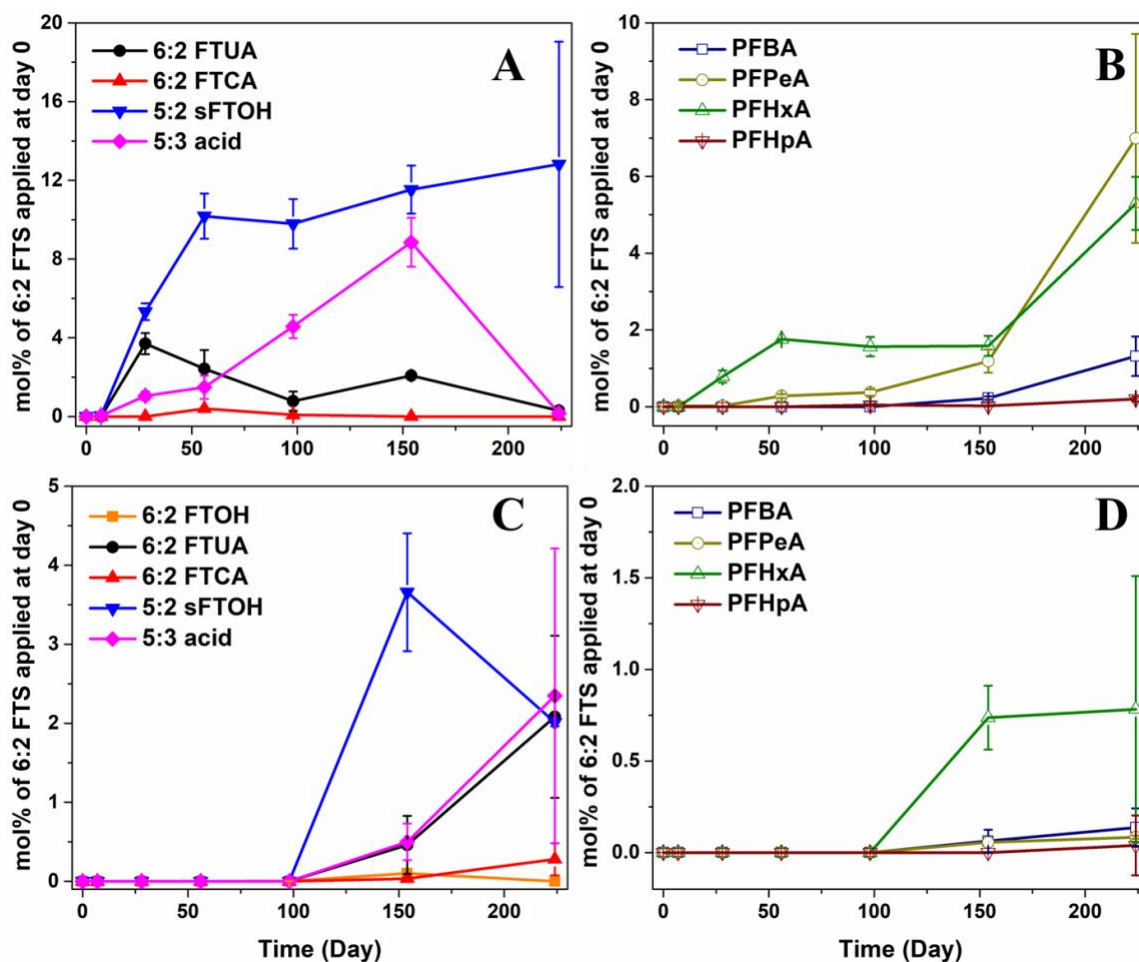 mol% of 6:2 FTS applied at day 0
20
16
12
8
4
0
6:2 FTUA
6:2 FTCA
5:2 sFTOH
5:3 acid
A
0 50 100 150 200
mol% of 6:2 FTS applied at day 0
10
8
6
4
2
0
PFBA
PFPeA
PFHxA
PFHpA
B
0 50 100 150 200
mol% of 6:2 FTS applied at day 0
5
4
3
2
1
0
6:2 FTOH
6:2 FTUA
6:2 FTCA
5:2 sFTOH
5:3 acid
C
0 50 100 150 200
Time (Day)
mol% of 6:2 FTS applied at day 0
2.0
1.5
1.0
0.5
0.0
PFBA
PFPeA
PFHxA
PFHpA
D
0 50 100 150 200
Time (Day)